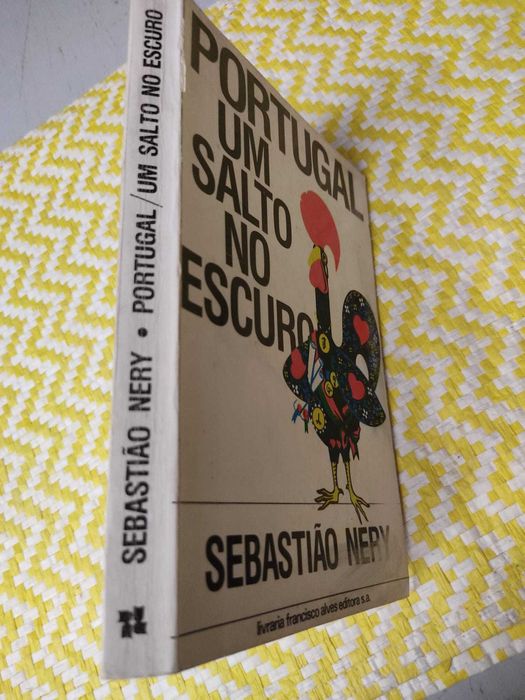 SEBASTIÃO NERY • PORTUGAL/UM SALTO NO ESCURO
PORTUGAL
UM
SALTO
NO
ESCURO
SEBASTIÃO NERY
livraria francisco alves editora s.a.